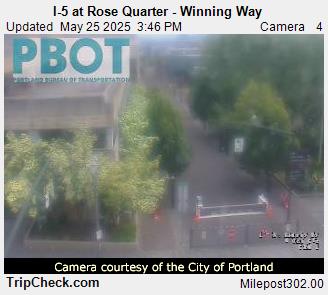 I-5 at Rose Quarter - Winning Way
Updated May 25 2025 3:46 PM Camera 4
PBOT
PORTLAND BUREAU OF TRANSPORTATION
Camera courtesy of the City of Portland
TripCheck.com Milepost302.00